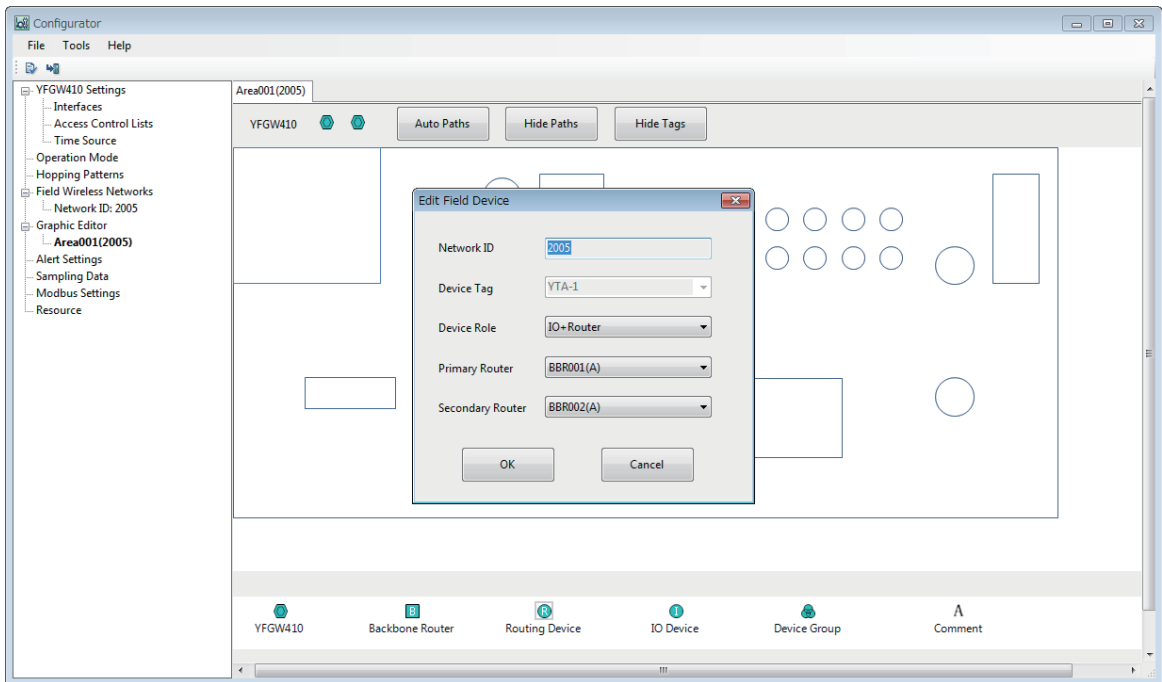 Configurator
File Tools Help
YFGW410 Settings
Interfaces
Access Control Lists
Time Source
Operation Mode
Hopping Patterns
Field Wireless Networks
Network ID: 2005
Graphic Editor
Area001(2005)
Alert Settings
Sampling Data
Modbus Settings
Resource
Area001(2005)
YFGW410 Auto Paths Hide Paths Hide Tags
Edit Field Device
Network ID 2005
Device Tag YTA-1
Device Role IO+Router
Primary Router BBR001(A)
Secondary Router BBR002(A)
OK Cancel
B R I A
YFGW410 Backbone Router Routing Device IO Device Device Group Comment